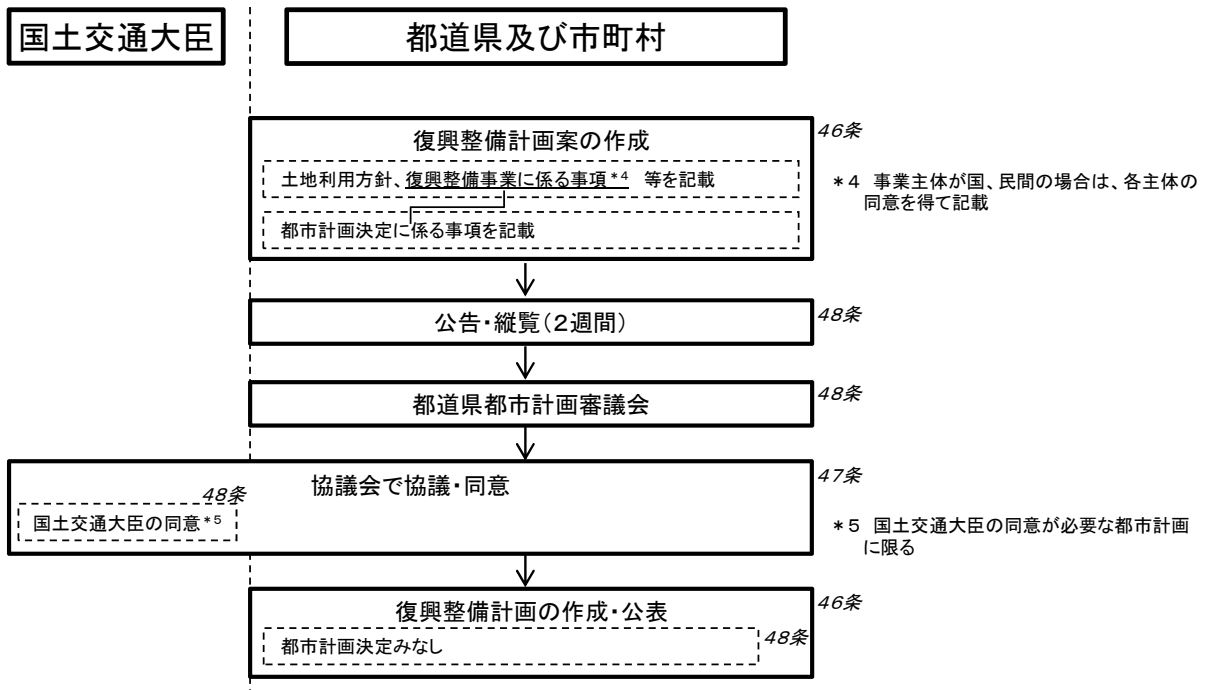 国土交通大臣
都道県及び市町村
復興整備計画案の作成
46条
土地利用方針、復興整備事業に係る事項*4 等を記載
*4 事業主体が国、民間の場合は、各主体の
同意を得て記載
都市計画決定に係る事項を記載
公告・縦覧(2週間)
48条
都道県都市計画審議会
48条
協議会で協議・同意
47条
48条
国土交通大臣の同意*5
*5 国土交通大臣の同意が必要な都市計画
に限る
復興整備計画の作成・公表
46条
都市計画決定みなし
48条